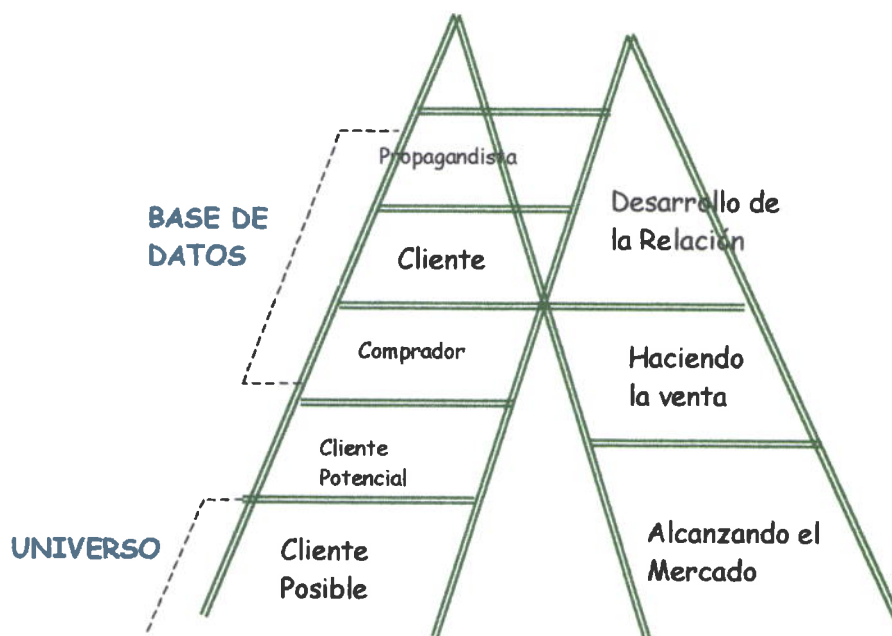 Propagandista
Desarrollo de
la Relación
BASE DE
DATOS
Cliente
Comprador
Haciendo
la venta
Cliente
Potencial
UNIVERSO
Cliente
Posible
Alcanzando el
Mercado